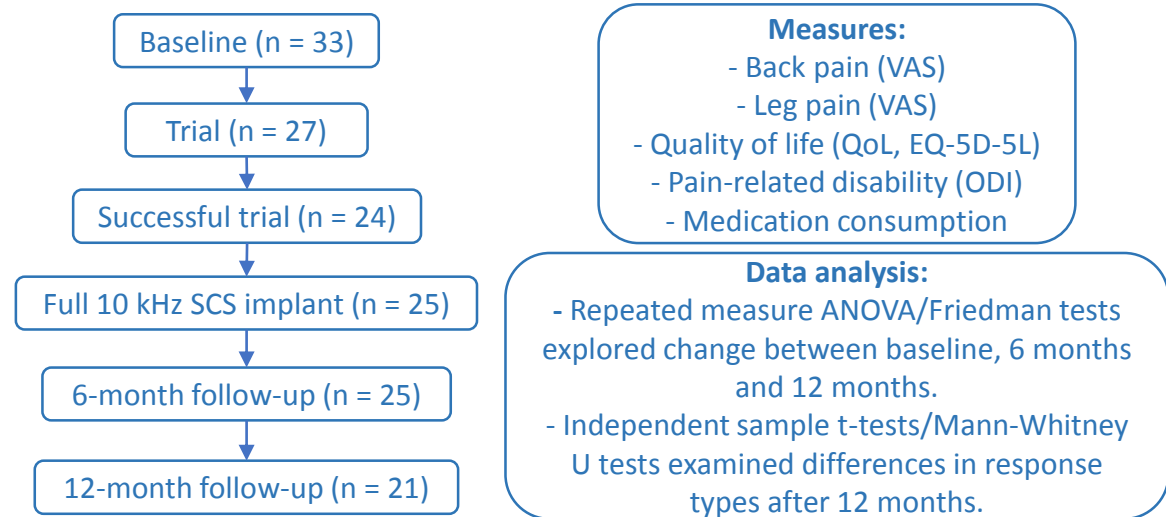 Baseline (n = 33)
Trial (n = 27)
Successful trial (n = 24)
Full 10 kHz SCS implant (n = 25)
6-month follow-up (n = 25)
12-month follow-up (n = 21)
Measures:
- Back pain (VAS)
- Leg pain (VAS)
- Quality of life (QoL, EQ-5D-5L)
- Pain-related disability (ODI)
- Medication consumption
Data analysis:
- Repeated measure ANOVA/Friedman tests
explored change between baseline, 6 months
and 12 months.
- Independent sample t-tests/Mann-Whitney
U tests examined differences in response
types after 12 months.